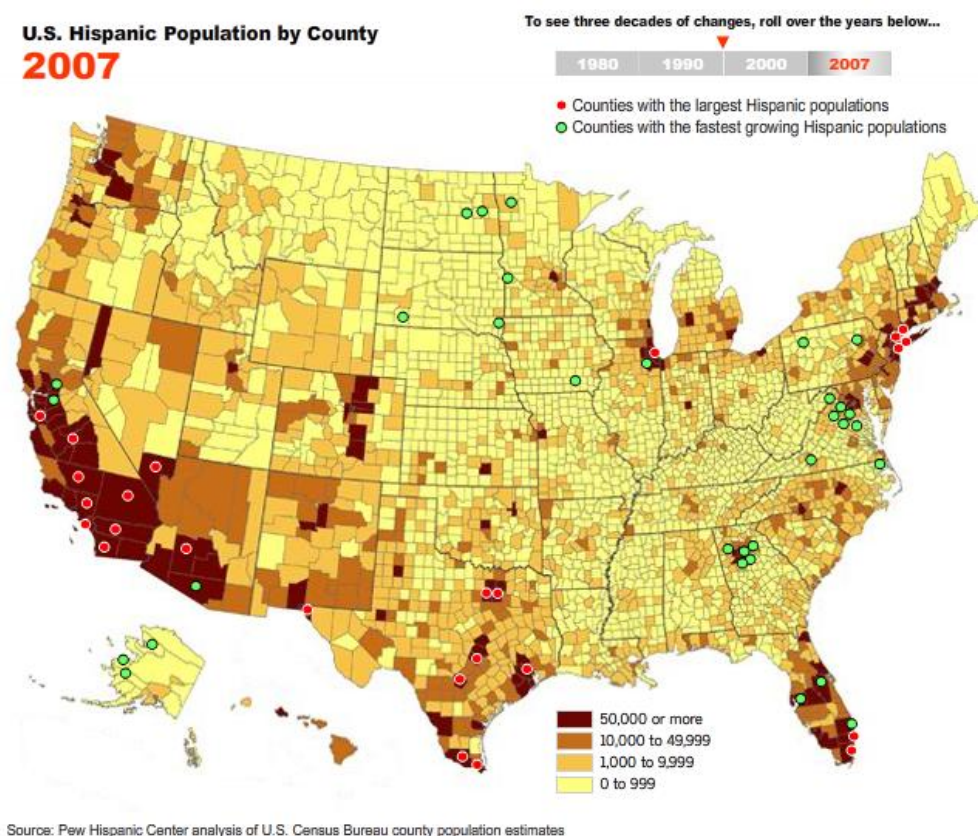 U.S. Hispanic Population by County
2007
To see three decades of changes, roll over the years below...
1980 1990 2000 2007
Counties with the largest Hispanic populations
Counties with the fastest growing Hispanic populations
50,000 or more
10,000 to 49,999
1,000 to 9,999
0 to 999
Source: Pew Hispanic Center analysis of U.S. Census Bureau county population estimates